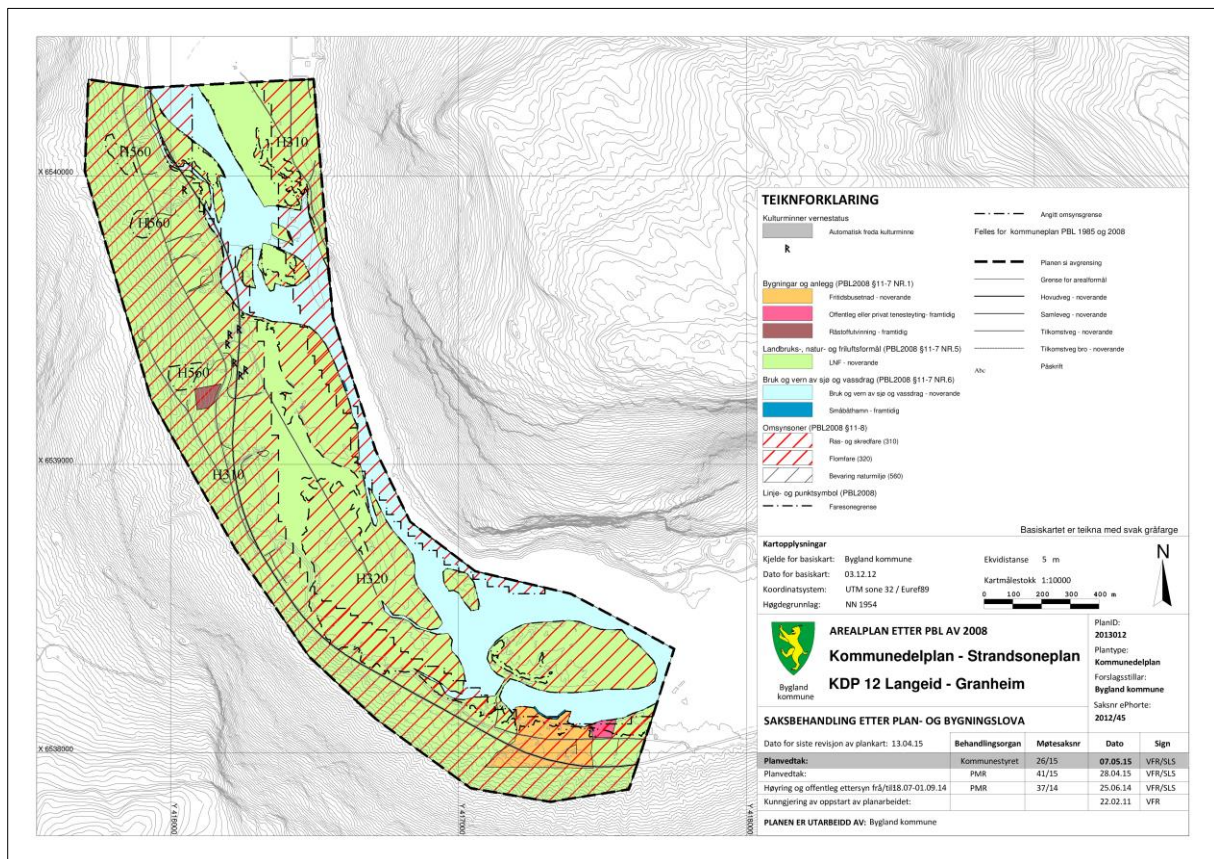 X 6540000
X 6539000
X 6538000
Y 416000
Y 417000
Y 418000
H560
H310
H560
H560
H310
H320
R
R
R
R
R
R
R
R
TEIKNFORKLARING
Kulturminner vernestatus
Automatisk freda kulturminne
R
Bygningar og anlegg (PBL2008 §11-7 NR.1)
Fritidsbusetnad - noverande
Offentleg eller privat tenesteyting - framtidig
Råstoffutvinning - framtidig
Landbruks-, natur- og friluftsformål (PBL2008 §11-7 NR.5)
LNF - noverande
Bruk og vern av sjø og vassdrag (PBL2008 §11-7 NR.6)
Bruk og vern av sjø og vassdrag - noverande
Småbåthamn - framtidig
Omsynsoner (PBL2008 §11-8)
Ras- og skredfare (310)
Flomfare (320)
Bevaring naturmiljø (560)
Linje- og punktsymbol (PBL2008)
Faresonegrense
Angitt omsynsgrense
Felles for kommuneplan PBL 1985 og 2008
Planen si avgrensing
Grense for arealformål
Hovudveg - noverande
Samleveg - noverande
Tilkomstveg - noverande
Tilkomstveg bro - noverande
Abc Påskrift
Basiskartet er teikna med svak gråfarge
Kartopplysningar
Kjelde for basiskart: Bygland kommune
Dato for basiskart: 03.12.12
Koordinatsystem: UTM sone 32 / Euref89
Høgdegrunnlag: NN 1954
Ekvidistanse 5 m
Kartmålestokk 1:10000
0 100 200 300 400 m
N
Bygland
kommune
AREALPLAN ETTER PBL AV 2008
Kommunedelplan - Strandsoneplan
KDP 12 Langeid - Granheim
PlanID:
2013012
Plantype:
Kommunedelplan
Forslagsstillar:
Bygland kommune
Saksnr ePhorte:
2012/45
SAKSBEHANDLING ETTER PLAN- OG BYGNINGSLOVA
Dato for siste revisjon av plankart: 13.04.15 Behandlingsorgan Møtesaksnr Dato Sign
Planvedtak: Kommunestyret 26/15 07.05.15 VFR/SLS
Planvedtak: PMR 41/15 28.04.15 VFR/SLS
Høyring og offentleg ettersyn frå/til18.07-01.09.14 PMR 37/14 25.06.14 VFR/SLS
Kunngjering av oppstart av planarbeidet: 22.02.11 VFR
PLANEN ER UTARBEIDD AV: Bygland kommune